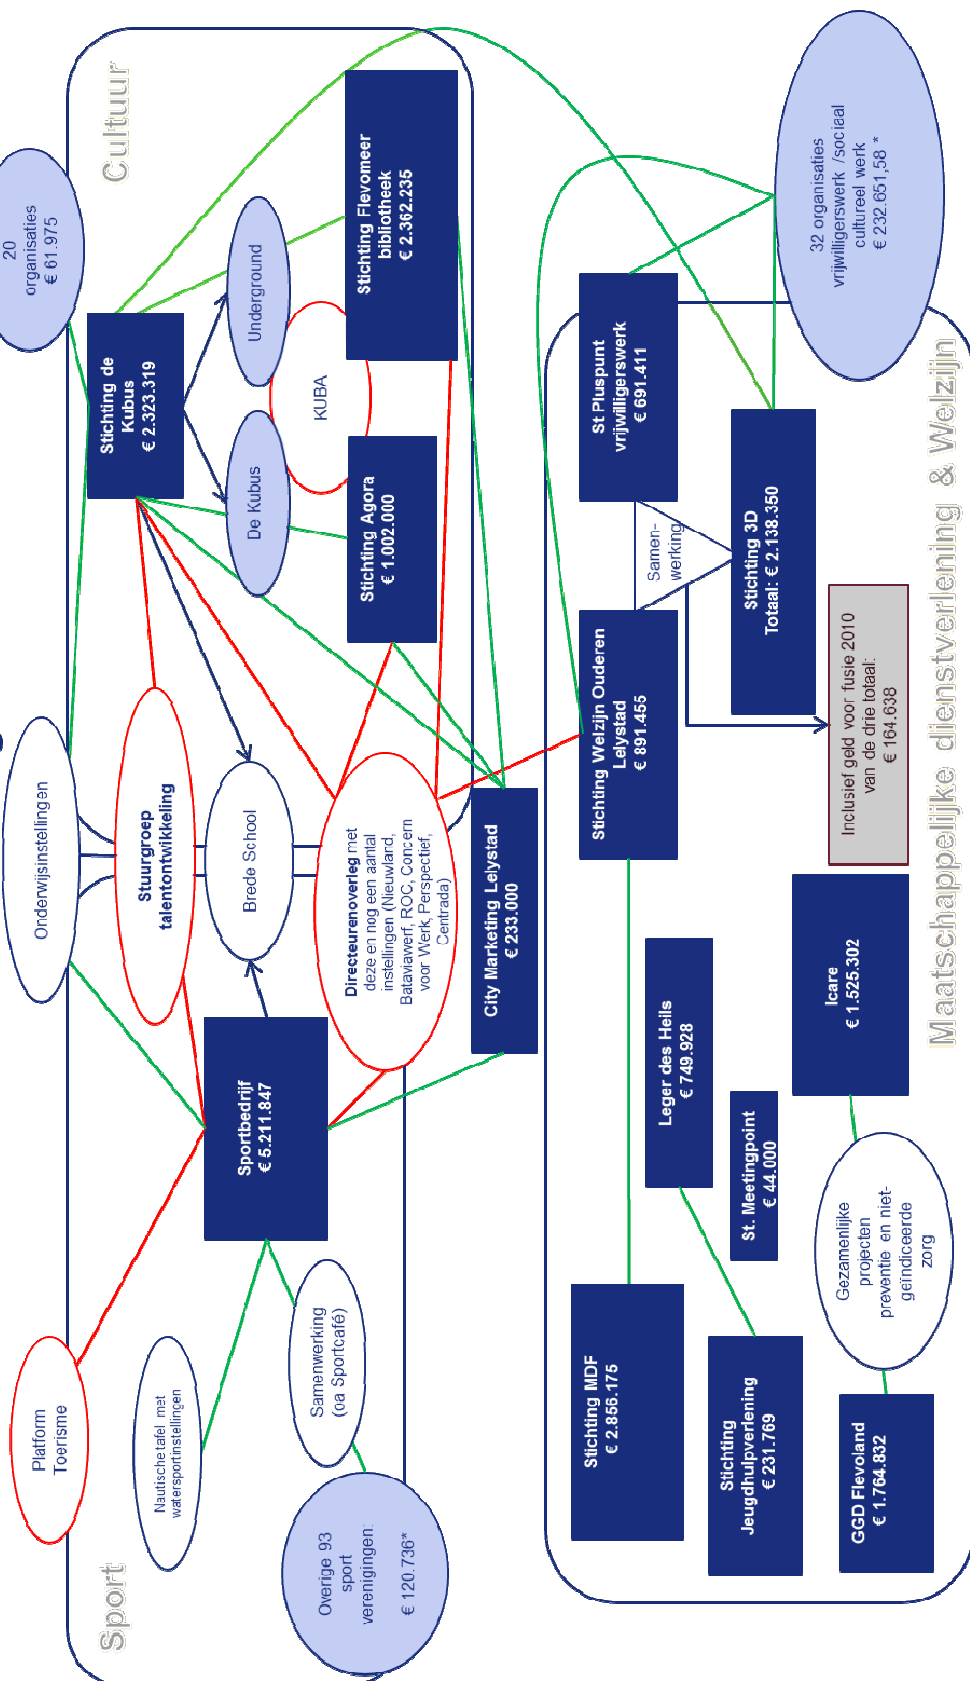 Sport
Cultuur
Platform
Toerisme
Onderwijsinstellingen
20
organisaties
€ 61.975
Nautische tafel met
watersportinstellingen
Stuurgroep
talentontwikkeling
Stichting de
Kubus
€ 2.323.319
Sportbedrijf
€ 5.211.847
Brede School
De Kubus
Underground
Samenwerking
(oa Sportcafé)
KUBA
Overige 93
sport
verenigingen:
€ 120.736*
Directeurenoverleg met
deze en nog een aantal
instellingen (Nieuwland,
Bataviawerf, ROC, Concern
voor Werk, Perspectief,
Centrada)
Stichting Agora
€ 1.002.000
Stichting Flevomeer
bibliotheek
€ 2.362.235
City Marketing Lelystad
€ 233.000
Stichting MDF
€ 2.856.175
Stichting Welzijn Ouderen
Lelystad
€ 891.455
St Pluspunt
vrijwilligerswerk
€ 691.411
Samen-
werking
Leger des Heils
€ 749.928
Stichting
Jeugdhulpverlening
€ 231.769
St. Meetingpoint
€ 44.000
Stichting 3D
Totaal: € 2.138.350
32 organisaties
vrijwilligerswerk /sociaal
cultureel werk
€ 232.651,58 *
GGD Flevoland
€ 1.764.832
Gezamenlijke
projecten
preventie en niet-
geïndiceerde
zorg
Icare
€ 1.525.302
Inclusief geld voor fusie 2010
van de drie totaal:
€ 164.638
Maatschappelijke dienstverlening & Welzijn